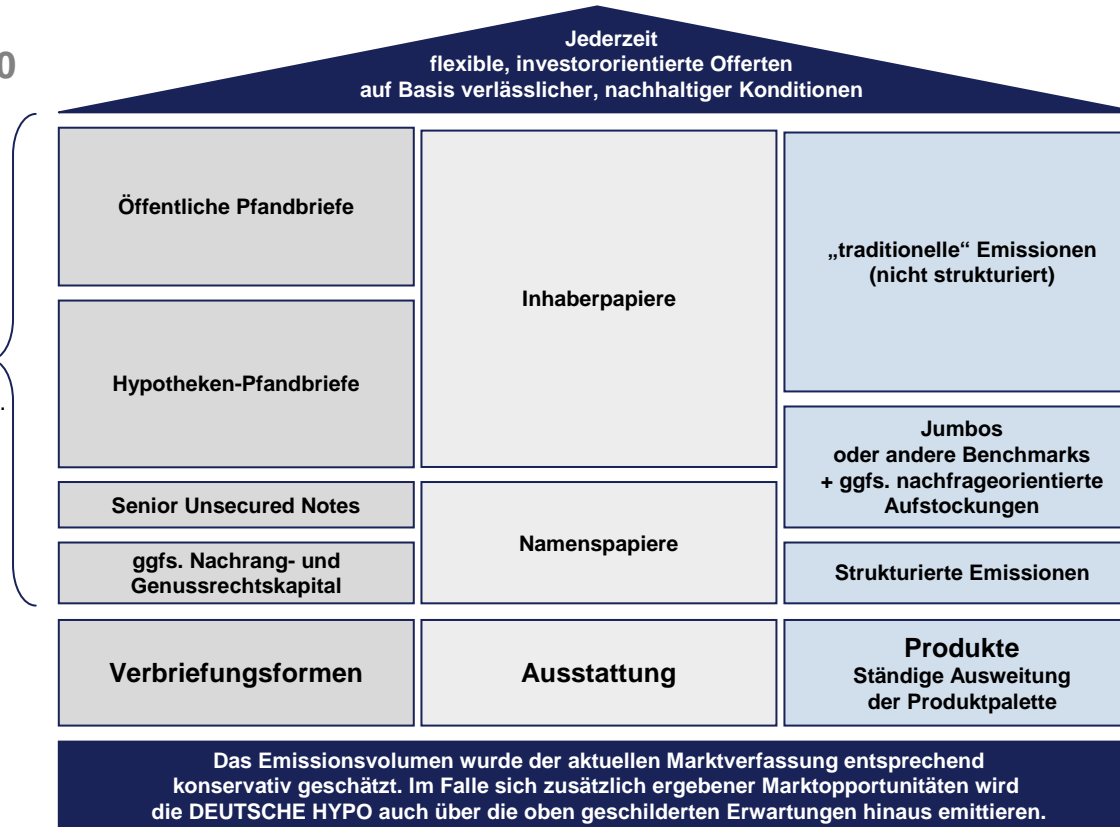 0
Jederzeit
flexible, investororientierte Offerten
auf Basis verlässlicher, nachhaltiger Konditionen
Öffentliche Pfandbriefe
Hypotheken-Pfandbriefe
.
Senior Unsecured Notes
ggfs. Nachrang- und
Genussrechtskapital
Verbriefungsformen
Inhaberpapiere
Namenspapiere
Ausstattung
„traditionelle“ Emissionen
(nicht strukturiert)
Jumbos
oder andere Benchmarks
+ ggfs. nachfrageorientierte
Aufstockungen
Strukturierte Emissionen
Produkte
Ständige Ausweitung
der Produktpalette
Das Emissionsvolumen wurde der aktuellen Marktverfassung entsprechend
konservativ geschätzt. Im Falle sich zusätzlich ergebener Marktopportunitäten wird
die DEUTSCHE HYPO auch über die oben geschilderten Erwartungen hinaus emittieren.